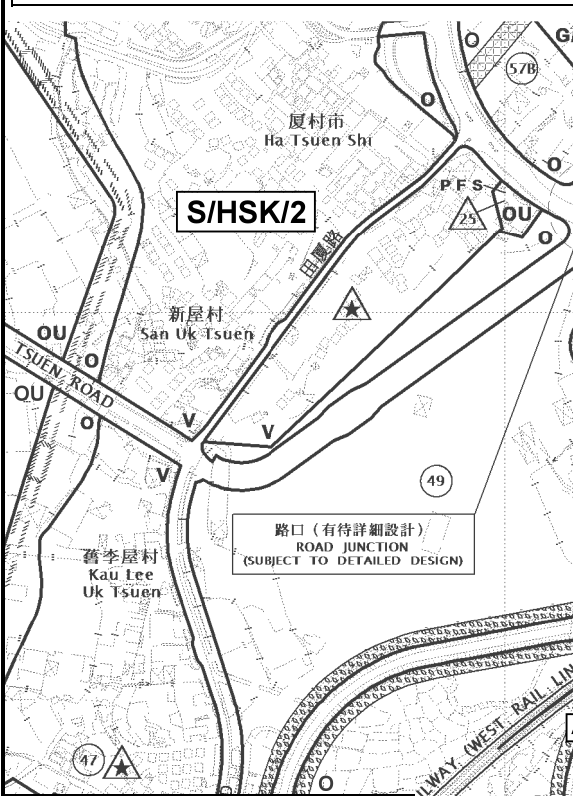 O
G
57B
厦村市
Ha Tsuen Shi
O
O
PFS
25
OU
S/HSK/2
O
田厦路
新屋村
San Uk Tsuen
OU
O
TSUEN ROAD
OU
O
V
V
V
49
路口（有待詳細設計）
ROAD JUNCTION
(SUBJECT TO DETAILED DESIGN)
舊李屋村
Kau Lee
Uk Tsuen
ILWAY (WEST RAIL LIN
47
O
O